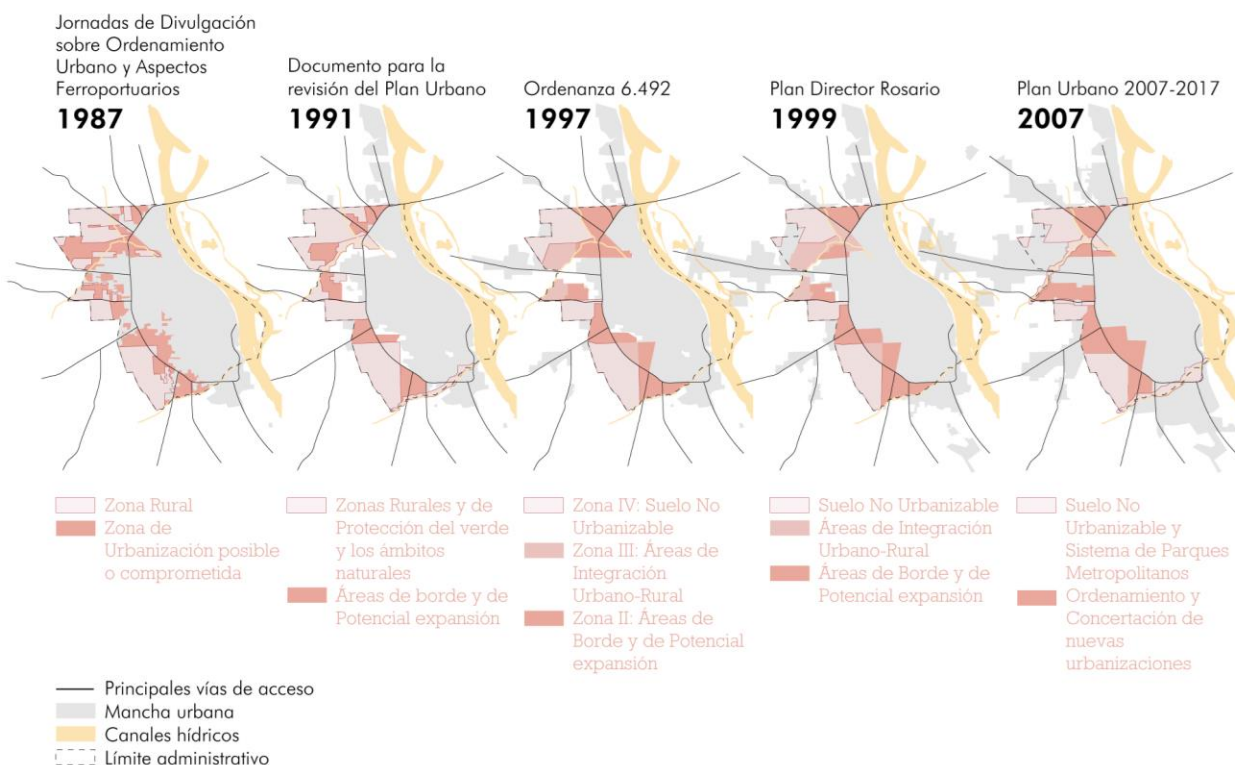 Jornadas de Divulgación
sobre Ordenamiento
Urbano y Aspectos
Ferroportuarios
1987
Documento para la
revisión del Plan Urbano
1991
Ordenanza 6.492
1997
Plan Director Rosario
1999
Plan Urbano 2007-2017
2007
Zona Rural
Zona de
Urbanización posible
o comprometida
Zonas Rurales y de
Protección del verde
y los ámbitos
naturales
Áreas de borde y de
Potencial expansión
Zona IV: Suelo No
Urbanizable
Zona III: Áreas de
Integración
Urbano-Rural
Zona II: Áreas de
Borde y de Potencial
expansión
Suelo No Urbanizable
Áreas de Integración
Urbano-Rural
Áreas de Borde y de
Potencial expansión
Suelo No
Urbanizable y
Sistema de Parques
Metropolitanos
Ordenamiento y
Concertación de
nuevas
urbanizaciones
Principales vías de acceso
Mancha urbana
Canales hídricos
Límite administrativo